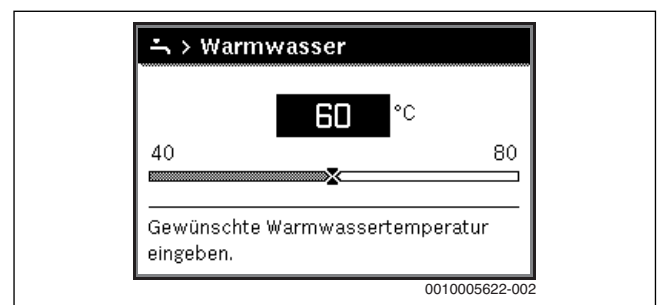 > Warmwasser
60 °C
40 80
Gewünschte Warmwassertemperatur
eingeben.
0010005622-002